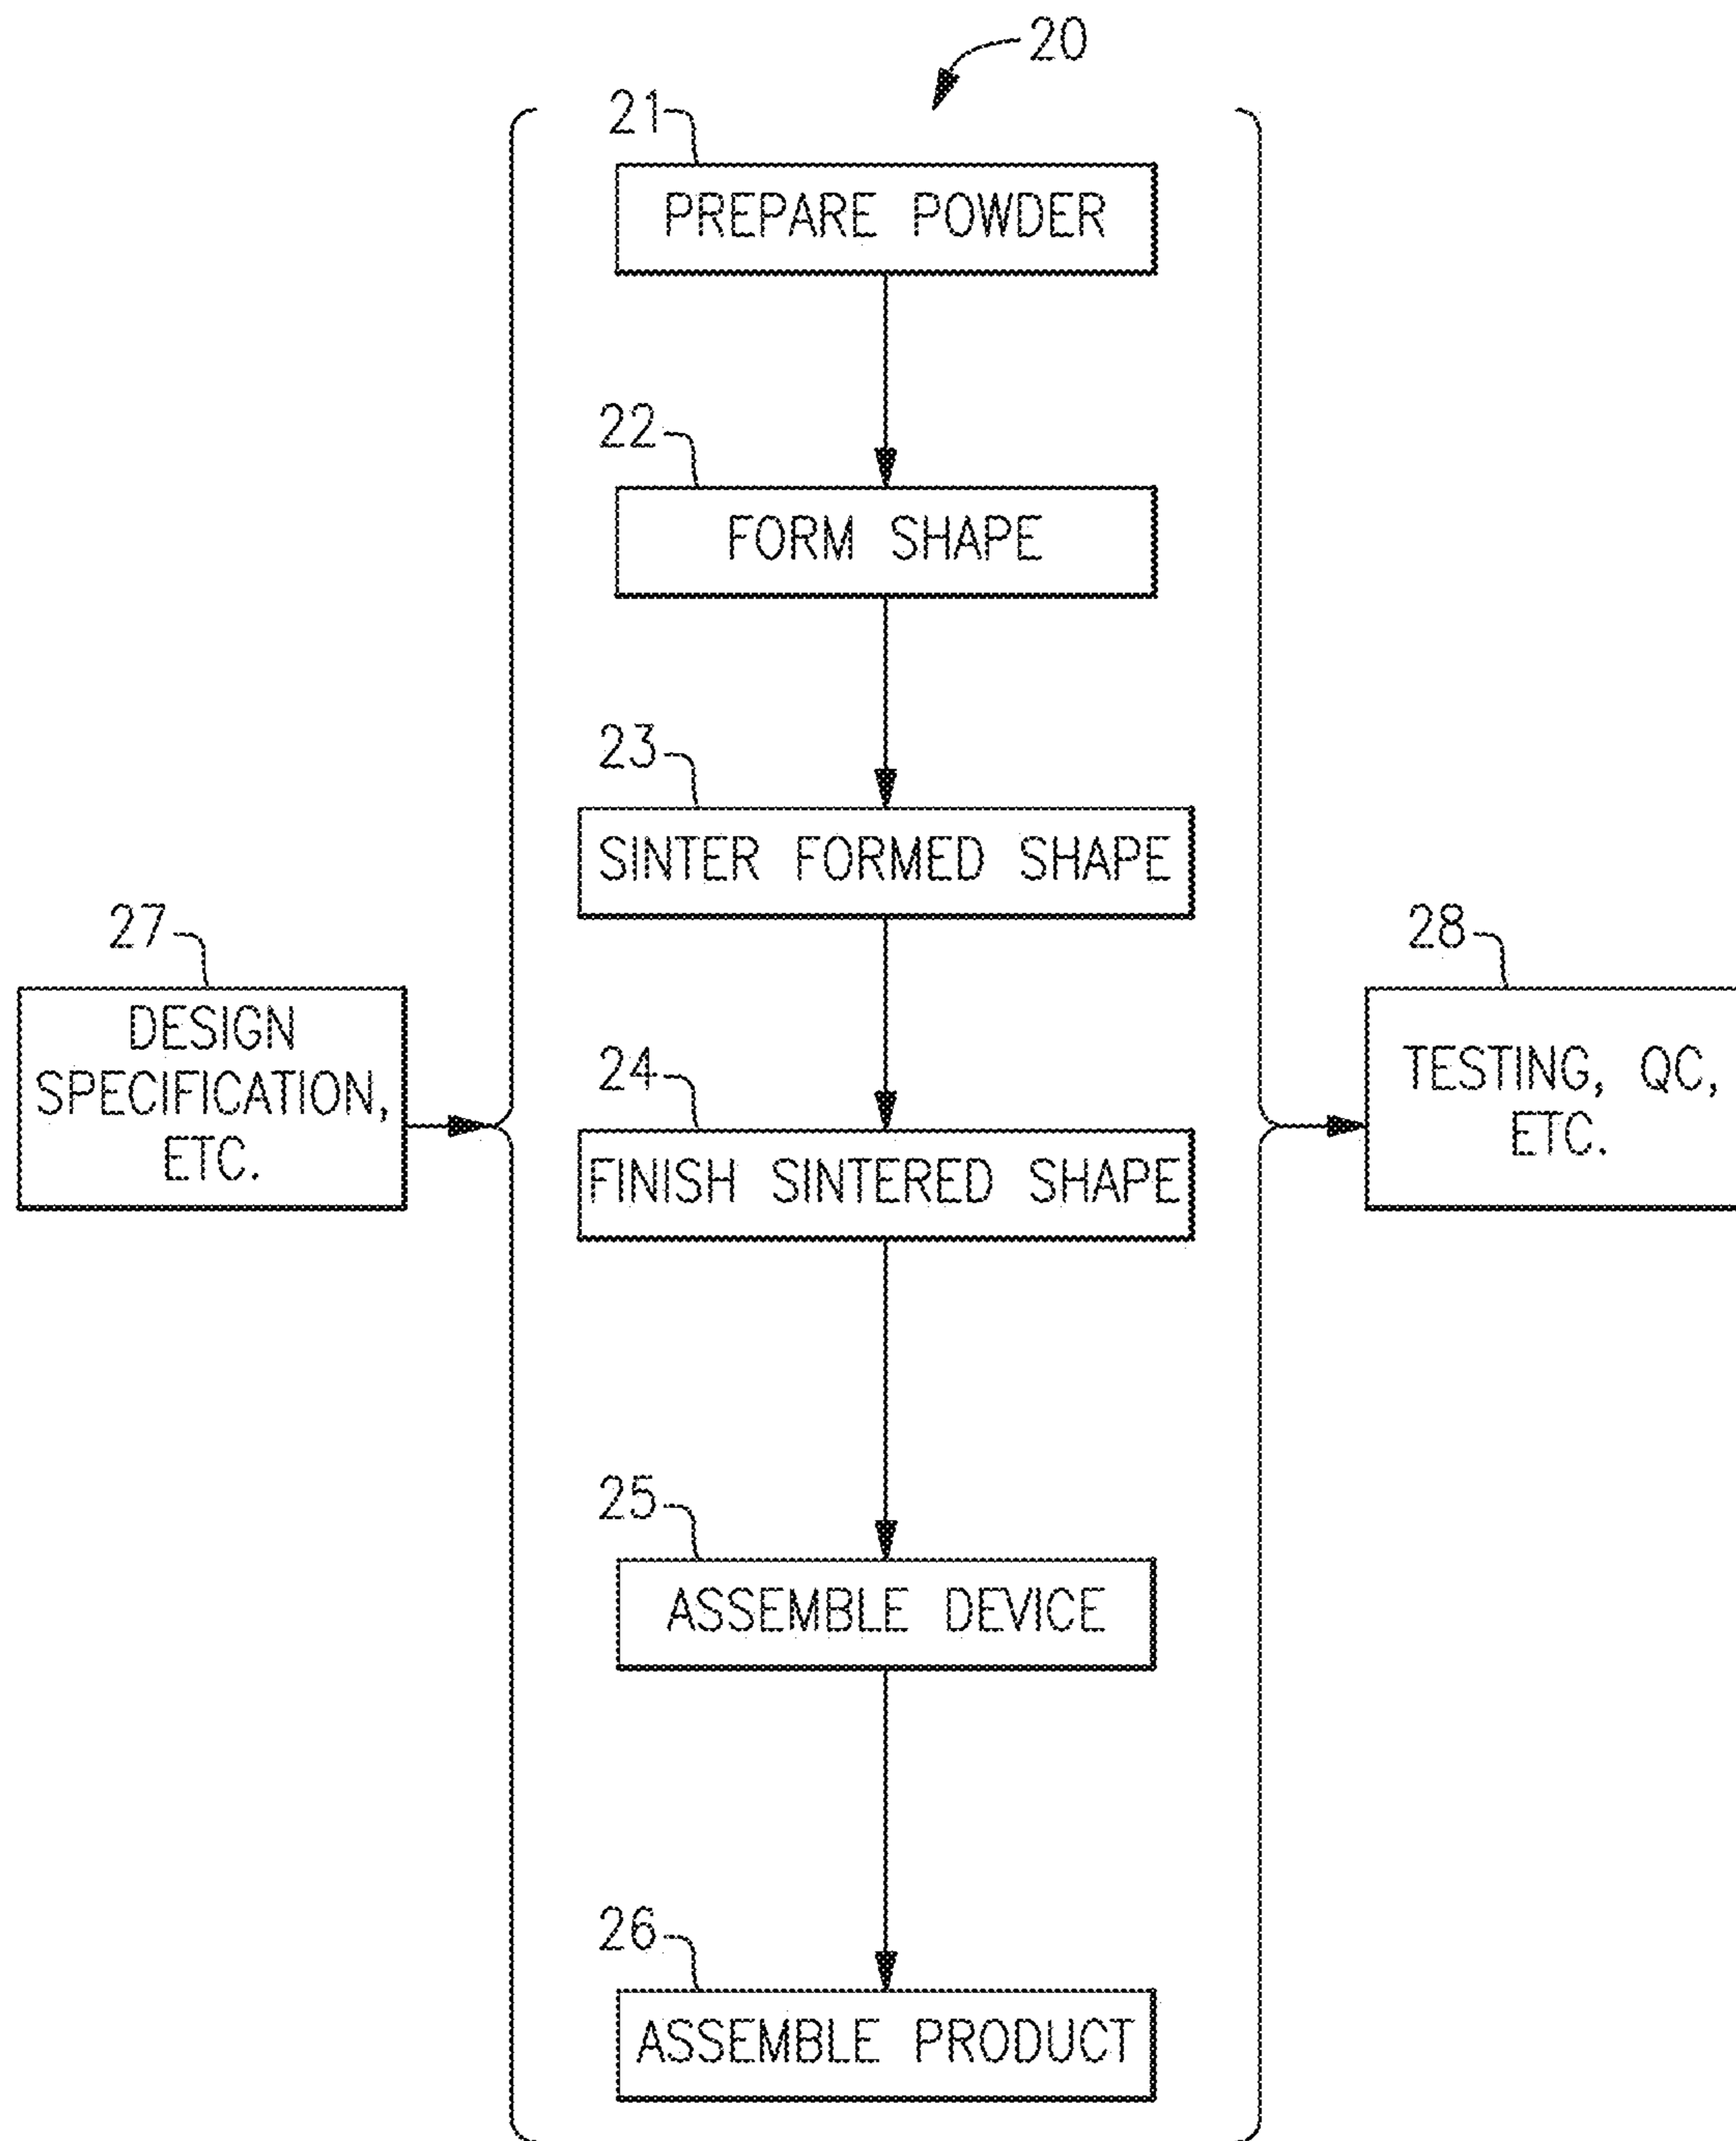 20
21
PREPARE POWDER
22
FORM SHAPE
23
SINTER FORMED SHAPE
27
DESIGN
SPECIFICATION,
ETC.
24
FINISH SINTERED SHAPE
28
TESTING, QC,
ETC.
25
ASSEMBLE DEVICE
26
ASSEMBLE PRODUCT